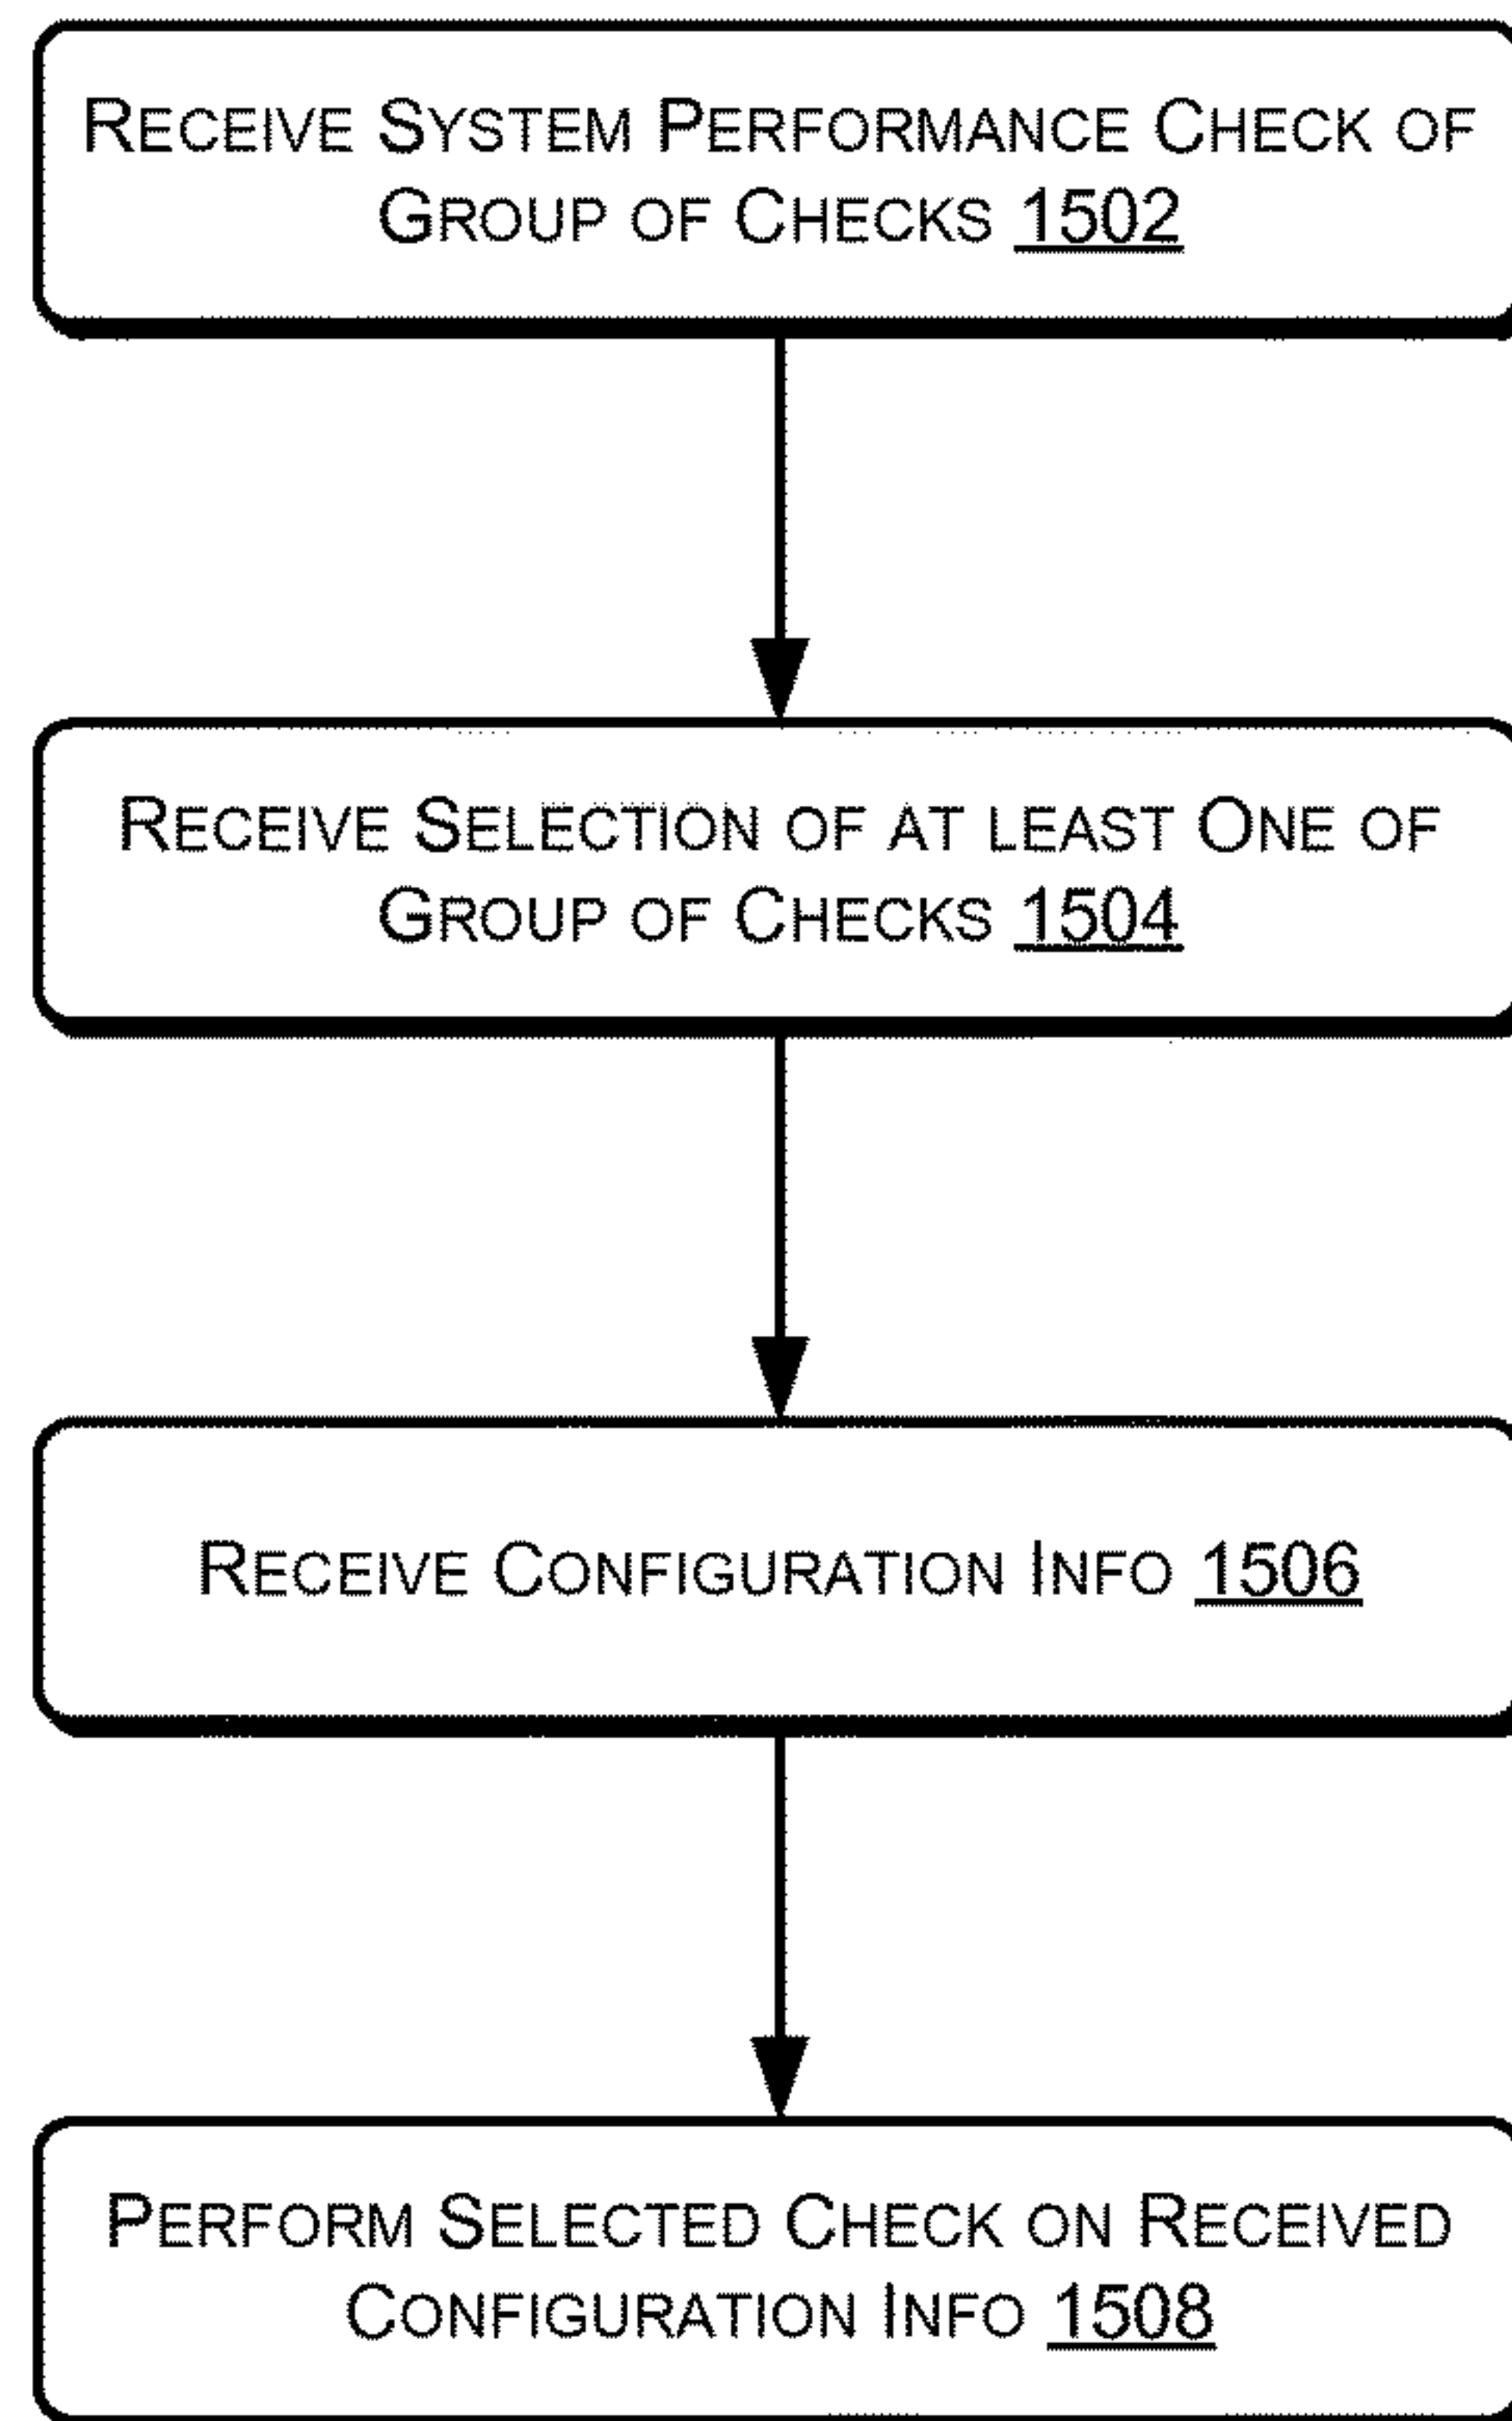 RECEIVE SYSTEM PERFORMANCE CHECK OF
GROUP OF CHECKS 1502
RECEIVE SELECTION OF AT LEAST ONE OF
GROUP OF CHECKS 1504
RECEIVE CONFIGURATION INFO 1506
PERFORM SELECTED CHECK ON RECEIVED
CONFIGURATION INFO 1508